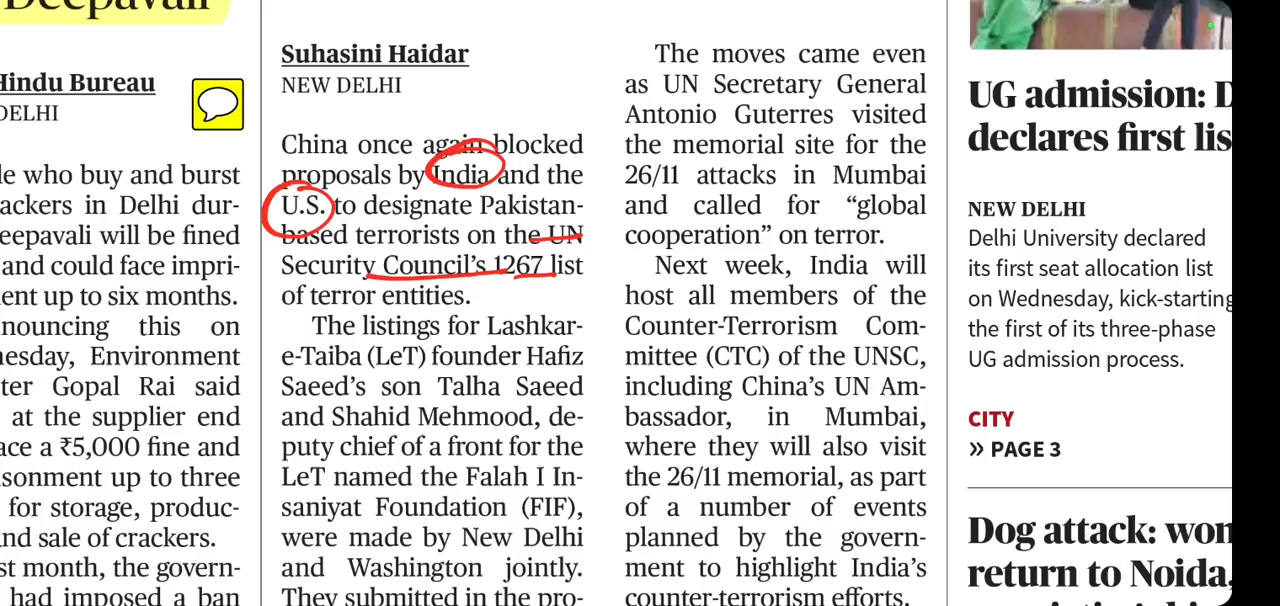 Deepavali
Hindu Bureau
DELHI
le who buy and burst
ackers in Delhi dur-
eepavali will be fined
and could face impri-
ent up to six months.
nouncing this on
nesday, Environment
ter Gopal Rai said
at the supplier end
ace a ₹5,000 fine and
isonment up to three
for storage, produc-
nd sale of crackers.
st month, the govern-
had imposed a ban
Suhasini Haidar
NEW DELHI
China once again blocked
proposals by India and the
U.S. to designate Pakistan-
based terrorists on the UN
Security Council's 1267 list
of terror entities.
The listings for Lashkar-
e-Taiba (LeT) founder Hafiz
Saeed's son Talha Saeed
and Shahid Mehmood, de-
puty chief of a front for the
LeT named the Falah I In-
saniyat Foundation (FIF),
were made by New Delhi
and Washington jointly.
They submitted in the pro-
The moves came even
as UN Secretary General
Antonio Guterres visited
the memorial site for the
26/11 attacks in Mumbai
and called for “global
cooperation” on terror.
Next week, India will
host all members of the
Counter-Terrorism Com-
mittee (CTC) of the UNSC,
including China's UN Am-
bassador, in Mumbai,
where they will also visit
the 26/11 memorial, as part
of a number of events
planned by the govern-
ment to highlight India's
counter-terrorism efforts.
UG admission: D
declares first lis
NEW DELHI
Delhi University declared
its first seat allocation list
on Wednesday, kick-starting
the first of its three-phase
UG admission process.
CITY
» PAGE 3
Dog attack: won
return to Noida,